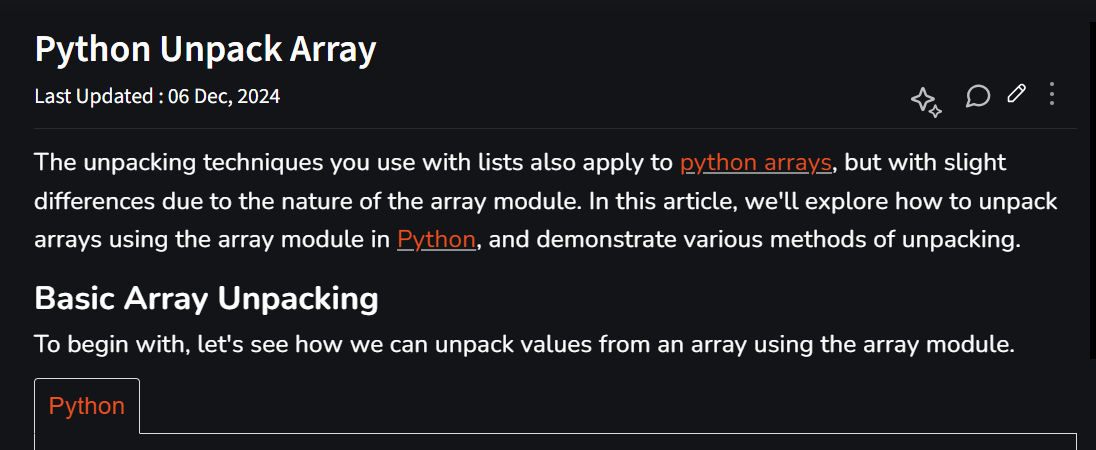 Python Unpack Array
Last Updated : 06 Dec, 2024
The unpacking techniques you use with lists also apply to python arrays, but with slight
differences due to the nature of the array module. In this article, we'll explore how to unpack
arrays using the array module in Python, and demonstrate various methods of unpacking.
Basic Array Unpacking
To begin with, let's see how we can unpack values from an array using the array module.
Python